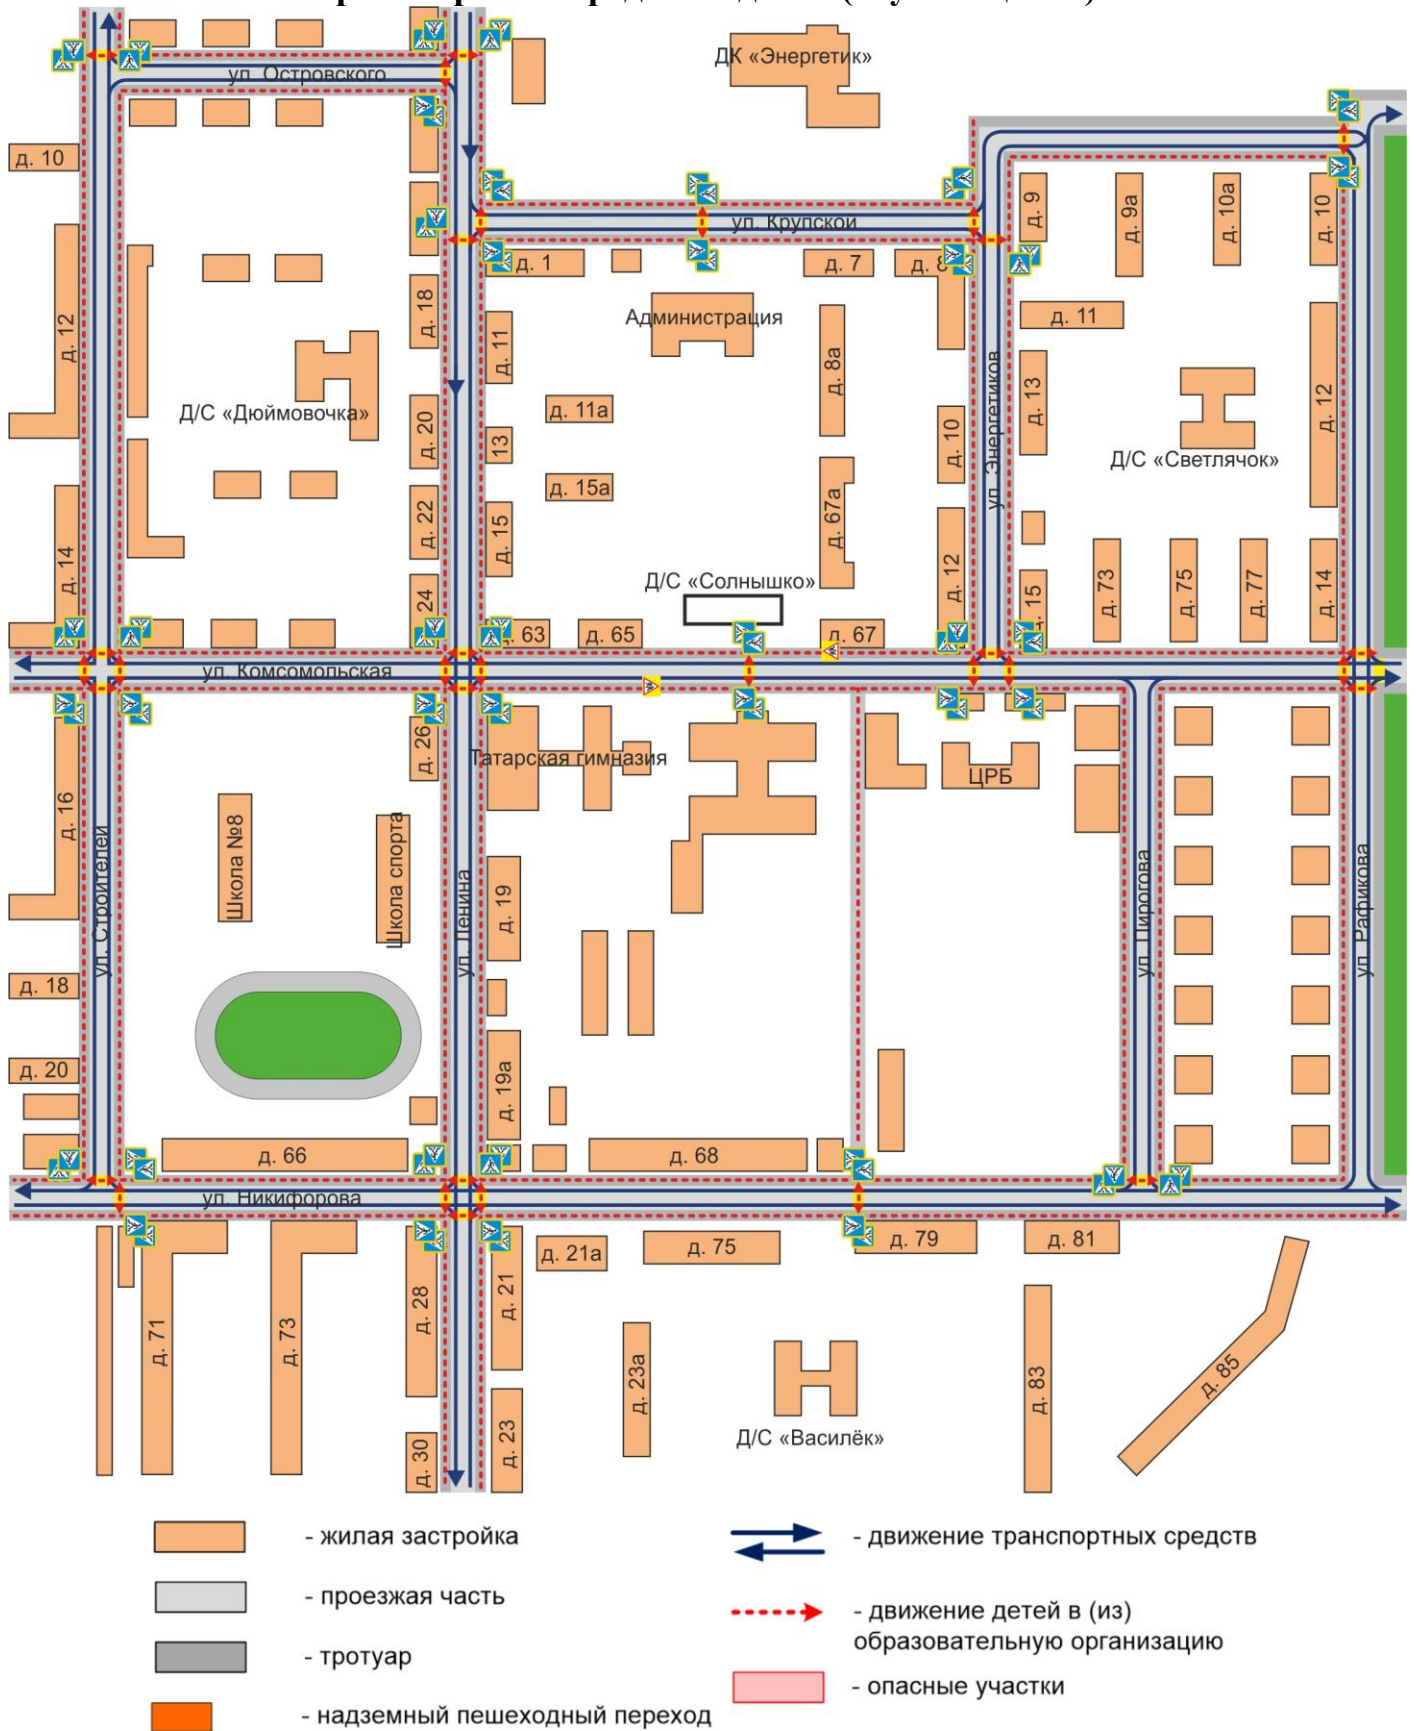 ул. Островского
ДК «Энергетик»
д. 10
ул. Крупской
д. 9
д. 9а
д. 10а
д. 10
д. 1
д. 7
д. 8
д. 12
д. 18
Администрация
д. 11
д. 11
д. 8а
ул. Энергетиков
д. 13
д. 12
Д/С «Дюймовочка»
д. 20
д. 11а
13
д. 10
Д/С «Светлячок»
д. 15а
д. 67а
д. 14
д. 22
д. 15
д. 12
Д/С «Солнышко»
24
д. 15
д. 73
д. 75
д. 77
д. 14
д. 63
д. 65
д. 67
ул. Комсомольская
д. 26
Татарская гимназия
ЦРБ
д. 16
Школа №8
Школа спорта
ул. Строителей
ул. Ленина
д. 19
ул. Пирогова
ул. Рафикова
д. 18
д. 20
д. 19а
д. 66
д. 68
ул. Никифорова
д. 21а
д. 75
д. 79
д. 81
д. 71
д. 73
д. 28
д. 21
д. 23а
д. 83
д. 85
Д/С «Василёк»
д. 30
д. 23
- жилая застройка
- движение транспортных средств
- проезжая часть
- движение детей в (из)
образовательную организацию
- тротуар
- опасные участки
- надземный пешеходный переход